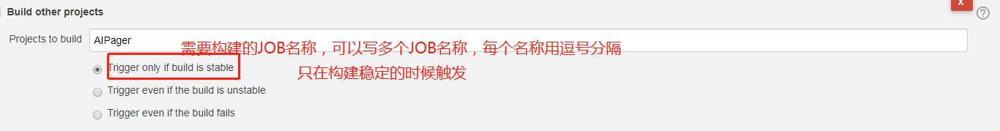 Build other projects
X
Projects to build
AIPager
需要构建的JOB名称，可以写多个JOB名称，每个名称用逗号分隔
Trigger only if build is stable
只在构建稳定的时候触发
Trigger even if the build is unstable
Trigger even if the build fails